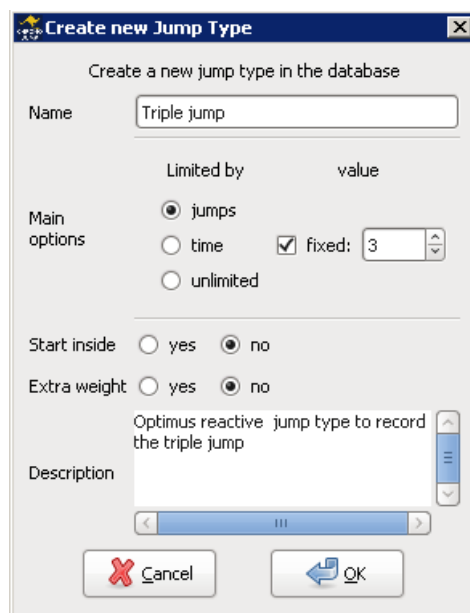 Create new Jump Type
Create a new jump type in the database
Name Triple jump
Limited by value
jumps
Main
options
time fixed: 3
unlimited
Start inside yes no
Extra weight yes no
Optimus reactive  jump type to record
the triple jump
Description
Cancel OK